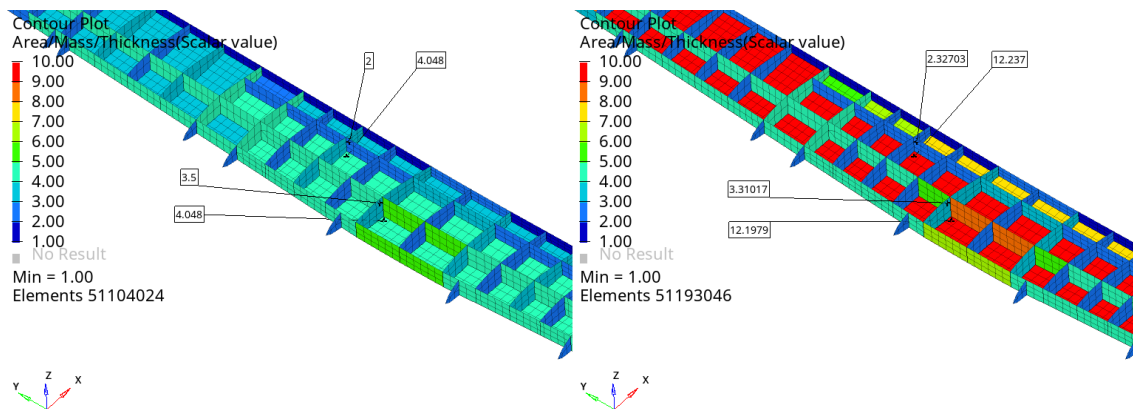 Contour Plot
Area/Mass/Thickness(Scalar value)
10.00
9.00
8.00
7.00
6.00
5.00
4.00
3.00
2.00
1.00
No Result
Min = 1.00
Elements 51104024
2
4.048
3.5
4.048
Z
Y
X
Contour Plot
Area/Mass/Thickness(Scalar value)
10.00
9.00
8.00
7.00
6.00
5.00
4.00
3.00
2.00
1.00
No Result
Min = 1.00
Elements 51193046
2.32703
12.237
3.31017
12.1979
Z
Y
X